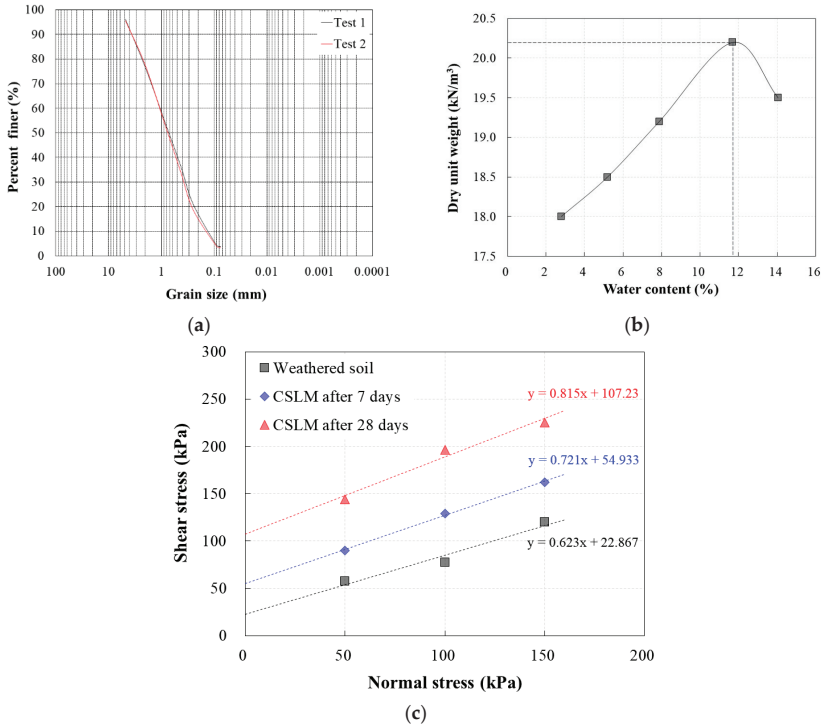 Test 1
Test 2
100
90
80
70
60
50
40
30
20
10
0
Percent finer (%)
100 10 1 0.1 0.01 0.001 0.0001
Grain size (mm)
(a)
20.5
20.0
19.5
19.0
18.5
18.0
17.5
Dry unit weight (kN/m³)
0 2 4 6 8 10 12 14 16
Water content (%)
(b)
300
250
200
150
100
50
0
Shear stress (kPa)
Weathered soil
CSLM after 7 days
CSLM after 28 days
y = 0.815x + 107.23
y = 0.721x + 54.933
y = 0.623x + 22.867
50 100 150 200
Normal stress (kPa)
(c)